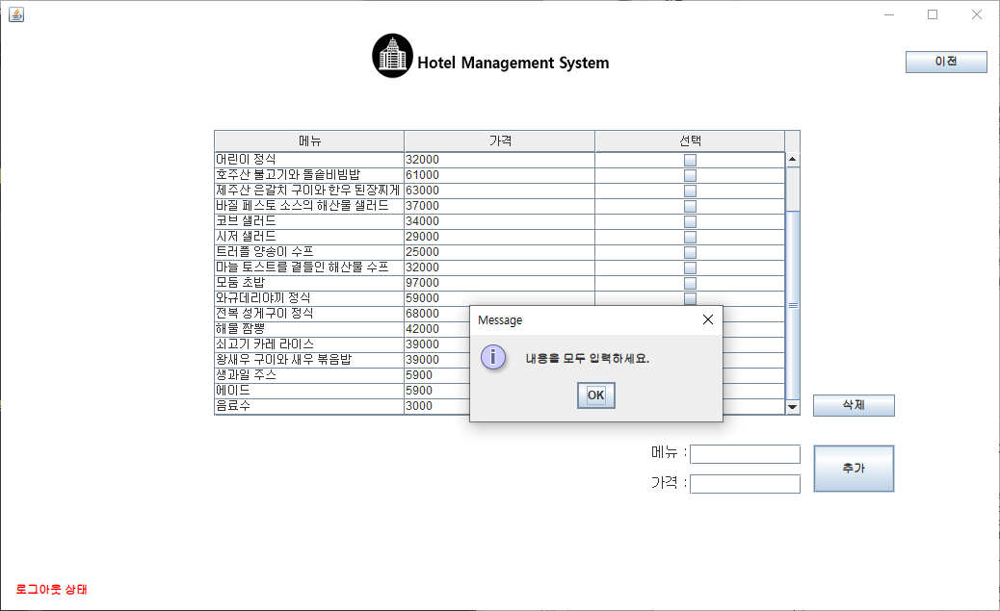 Hotel Management System
이전
메뉴 가격 선택
어린이 정식 32000
호주산 불고기와 돌솥비빔밥 61000
제주산 은갈치 구이와 한우 된장찌개 63000
바질 페스토 소스의 해산물 샐러드 37000
코브 샐러드 34000
시저 샐러드 29000
트러플 양송이 수프 25000
마늘 토스트를 곁들인 해산물 수프 32000
모둠 초밥 97000
와규데리야끼 정식 59000
전복 성게구이 정식 68000
해물 짬뽕 42000
쇠고기 카레 라이스 39000
왕새우 구이와 새우 볶음밥 39000
생과일 주스 5900
에이드 5900
음료수 3000
Message
내용을 모두 입력하세요.
OK
삭제
메뉴 :
가격 :
추가
로그아웃 상태